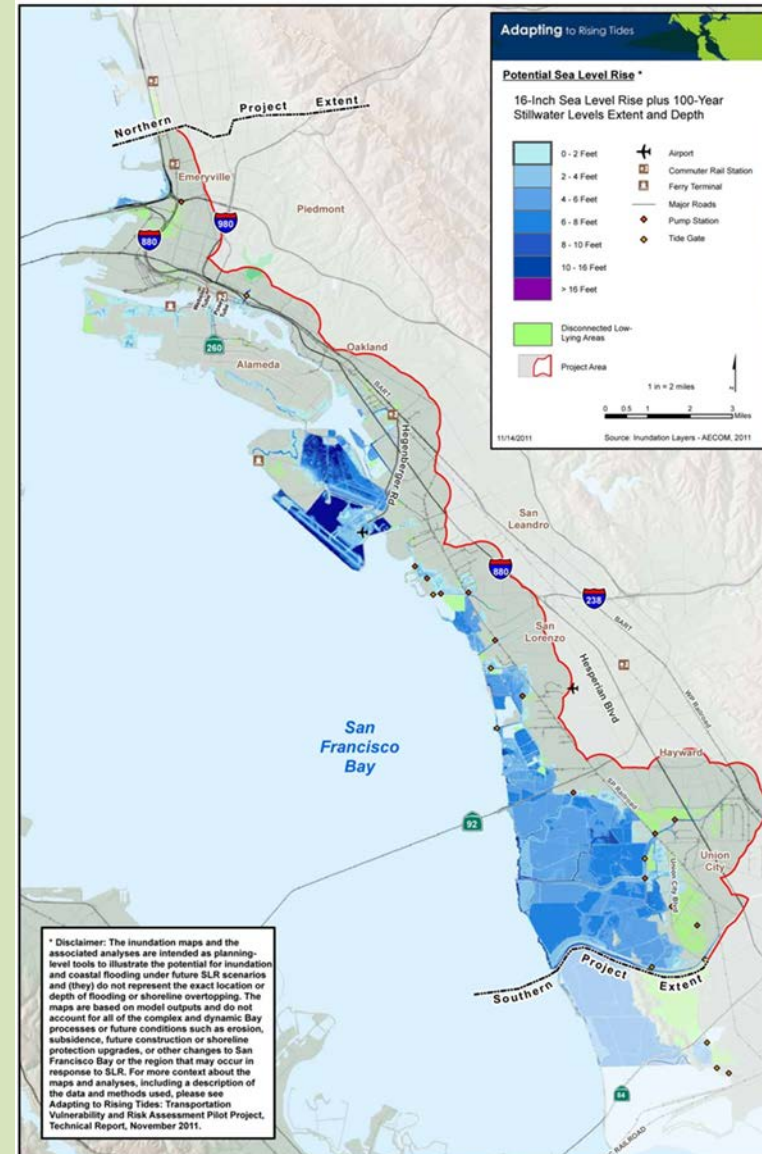 Adapting to Rising Tides
Potential Sea Level Rise *
16-Inch Sea Level Rise plus 100-Year
Stillwater Levels Extent and Depth
0 - 2 Feet
2 - 4 Feet
4 - 6 Feet
6 - 8 Feet
8 - 10 Feet
10 - 16 Feet
> 16 Feet
Disconnected Low-
Lying Areas
Project Area
Airport
Commuter Rail Station
Ferry Terminal
Major Roads
Pump Station
Tide Gate
1 in = 2 miles
0 0.5 1 2 3
Miles
11/14/2011
Source: Inundation Layers - AECOM, 2011
Northern Project Extent
Emeryville
Piedmont
980
880
260
Alameda
Oakland
BART
Hegenberger Rd
San
Leandro
880
238
BART
San
Lorenzo
Hesperian Blvd
WP Railroad
San
Francisco
Bay
Hayward
SP Railroad
92
Union
City
Union City Blvd
Southern Project Extent
84
RAILROAD
* Disclaimer: The inundation maps and the
associated analyses are intended as planning-
level tools to illustrate the potential for inundation
and coastal flooding under future SLR scenarios
and (they) do not represent the exact location or
depth of flooding or shoreline overtopping. The
maps are based on model outputs and do not
account for all of the complex and dynamic Bay
processes or future conditions such as erosion,
subsidence, future construction or shoreline
protection upgrades, or other changes to San
Francisco Bay or the region that may occur in
response to SLR. For more context about the
maps and analyses, including a description of
the data and methods used, please see
Adapting to Rising Tides: Transportation
Vulnerability and Risk Assessment Pilot Project,
Technical Report, November 2011.